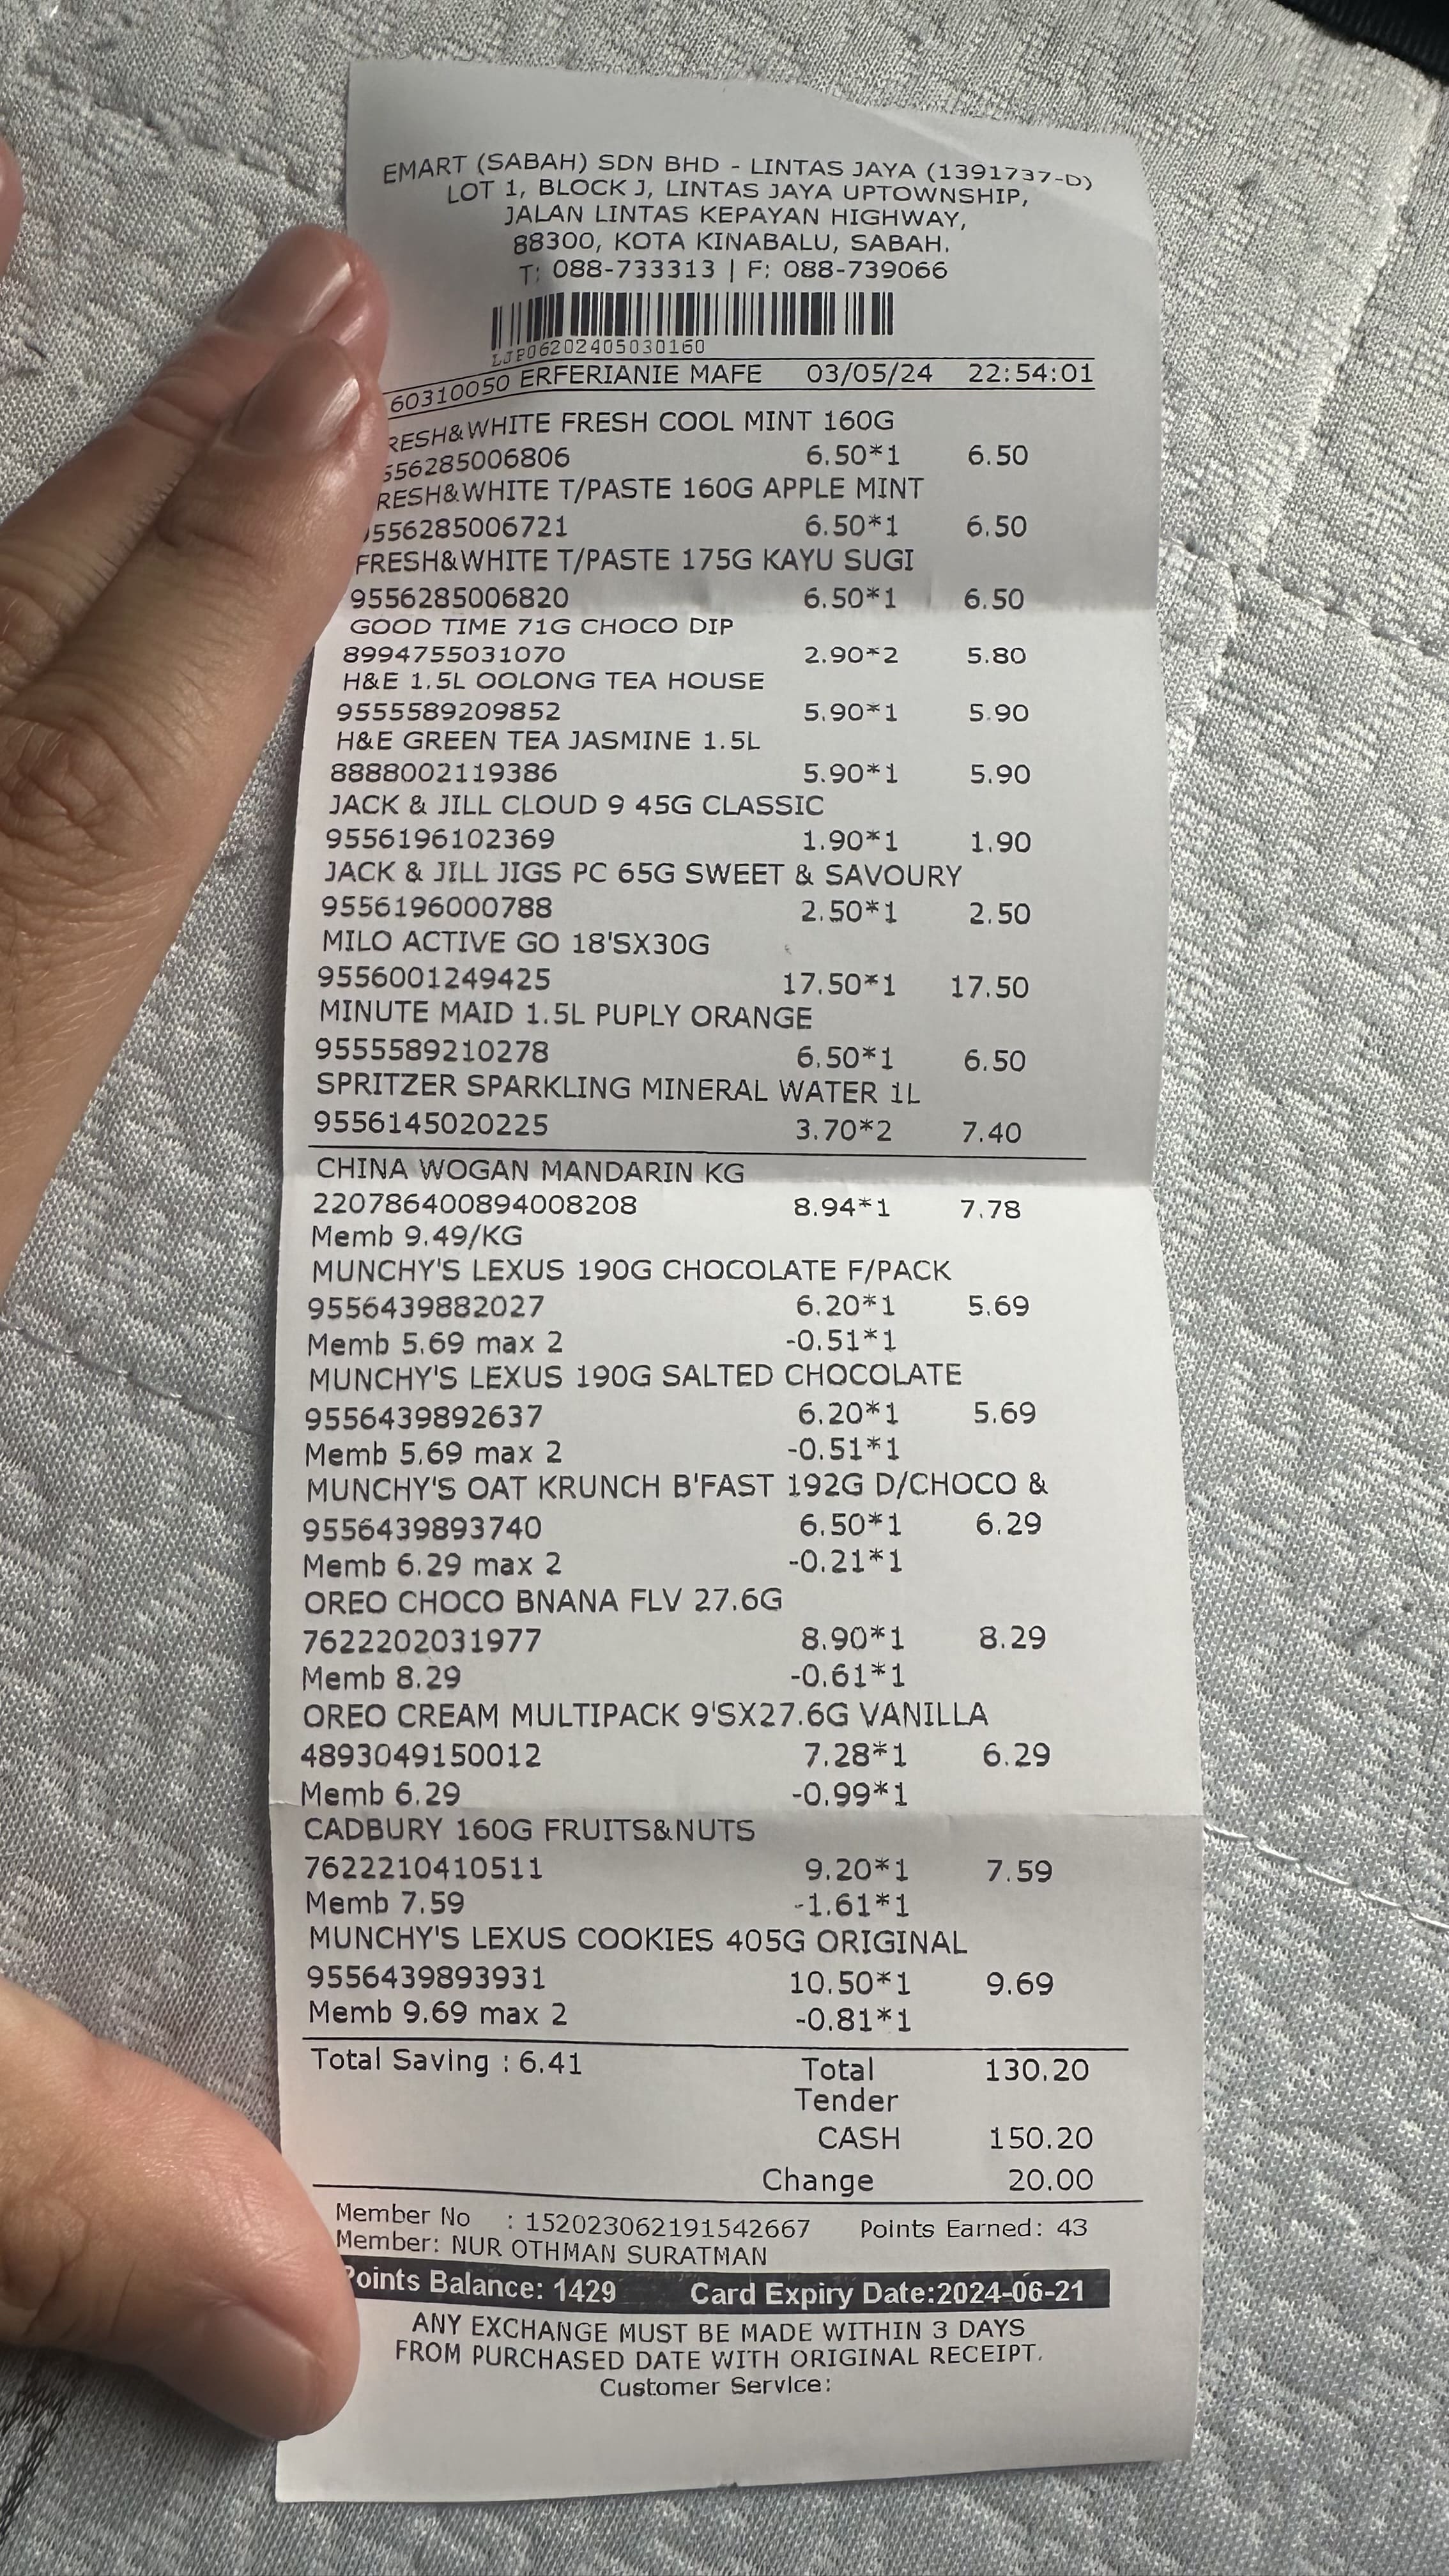 EMART (SABAH) SDN BHD - LINTAS JAYA (1391737-D)
LOT 1, BLOCK J, LINTAS JAYA UPTOWNSHIP,
JALAN LINTAS KEPAYAN HIGHWAY,
88300, KOTA KINABALU, SABAH.
T: 088-733313 | F: 088-739066
LJP06202405030160
60310050 ERFERIANIE MAFE 03/05/24 22:54:01
RESH&WHITE FRESH COOL MINT 160G
556285006806 6.50*1 6.50
RESH&WHITE T/PASTE 160G APPLE MINT
9556285006721 6.50*1 6.50
FRESH&WHITE T/PASTE 175G KAYU SUGI
9556285006820 6.50*1 6.50
GOOD TIME 71G CHOCO DIP
8994755031070 2.90*2 5.80
H&E 1.5L OOLONG TEA HOUSE
9555589209852 5.90*1 5.90
H&E GREEN TEA JASMINE 1.5L
8888002119386 5.90*1 5.90
JACK & JILL CLOUD 9 45G CLASSIC
9556196102369 1.90*1 1.90
JACK & JILL JIGS PC 65G SWEET & SAVOURY
9556196000788 2.50*1 2.50
MILO ACTIVE GO 18'SX30G
9556001249425 17.50*1 17.50
MINUTE MAID 1.5L PUPLY ORANGE
9555589210278 6.50*1 6.50
SPRITZER SPARKLING MINERAL WATER 1L
9556145020225 3.70*2 7.40
CHINA WOGAN MANDARIN KG
220786400894008208 8.94*1 7.78
Memb 9.49/KG
MUNCHY'S LEXUS 190G CHOCOLATE F/PACK
9556439882027 6.20*1 5.69
Memb 5.69 max 2 -0.51*1
MUNCHY'S LEXUS 190G SALTED CHOCOLATE
9556439892637 6.20*1 5.69
Memb 5.69 max 2 -0.51*1
MUNCHY'S OAT KRUNCH B'FAST 192G D/CHOCO &
9556439893740 6.50*1 6.29
Memb 6.29 max 2 -0.21*1
OREO CHOCO BNANA FLV 27.6G
7622202031977 8.90*1 8.29
Memb 8.29 -0.61*1
OREO CREAM MULTIPACK 9'SX27.6G VANILLA
4893049150012 7.28*1 6.29
Memb 6.29 -0.99*1
CADBURY 160G FRUITS&NUTS
7622210410511 9.20*1 7.59
Memb 7.59 -1.61*1
MUNCHY'S LEXUS COOKIES 405G ORIGINAL
9556439893931 10.50*1 9.69
Memb 9.69 max 2 -0.81*1
Total Saving : 6.41 Total 130.20
Tender
CASH 150.20
Change 20.00
Member No : 152023062191542667 Points Earned: 43
Member: NUR OTHMAN SURATMAN
Points Balance: 1429 Card Expiry Date:2024-06-21
ANY EXCHANGE MUST BE MADE WITHIN 3 DAYS
FROM PURCHASED DATE WITH ORIGINAL RECEIPT.
Customer Service: